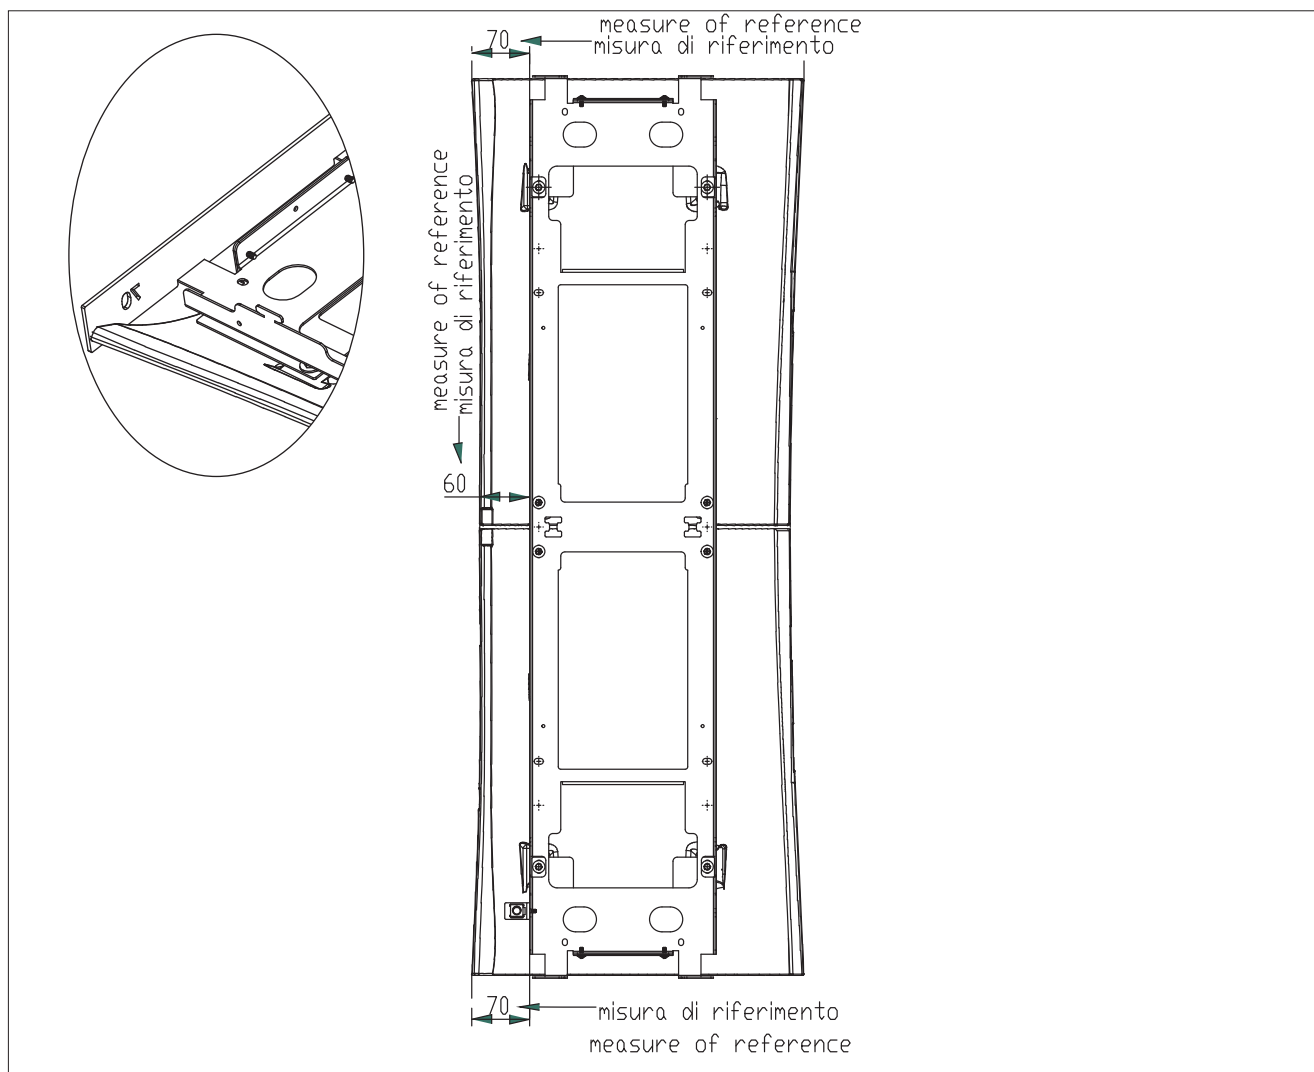 measure of reference
70
misura di riferimento
measure of reference
misura di riferimento
60
70
misura di riferimento
measure of reference
70